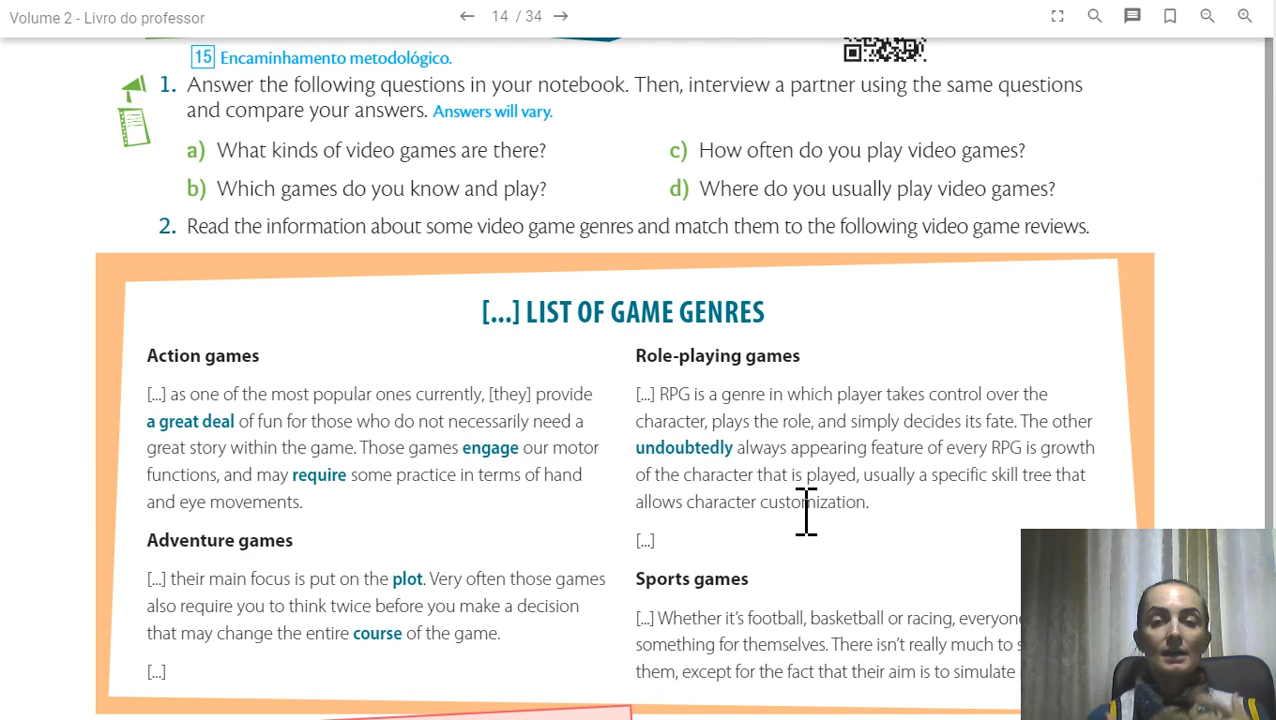 Volume 2 - Livro do professor
14 / 34
15 Encaminhamento metodológico.
1. Answer the following questions in your notebook. Then, interview a partner using the same questions
and compare your answers. Answers will vary.
a) What kinds of video games are there?
b) Which games do you know and play?
c) How often do you play video games?
d) Where do you usually play video games?
2. Read the information about some video game genres and match them to the following video game reviews.
[...] LIST OF GAME GENRES
Action games
[...] as one of the most popular ones currently, [they] provide
a great deal of fun for those who do not necessarily need a
great story within the game. Those games engage our motor
functions, and may require some practice in terms of hand
and eye movements.
Adventure games
[...] their main focus is put on the plot. Very often those games
also require you to think twice before you make a decision
that may change the entire course of the game.
[...]
Role-playing games
[...] RPG is a genre in which player takes control over the
character, plays the role, and simply decides its fate. The other
undoubtedly always appearing feature of every RPG is growth
of the character that is played, usually a specific skill tree that
allows character customization.
[...]
Sports games
[...] Whether it's football, basketball or racing, everyone
something for themselves. There isn't really much to
them, except for the fact that their aim is to simulate